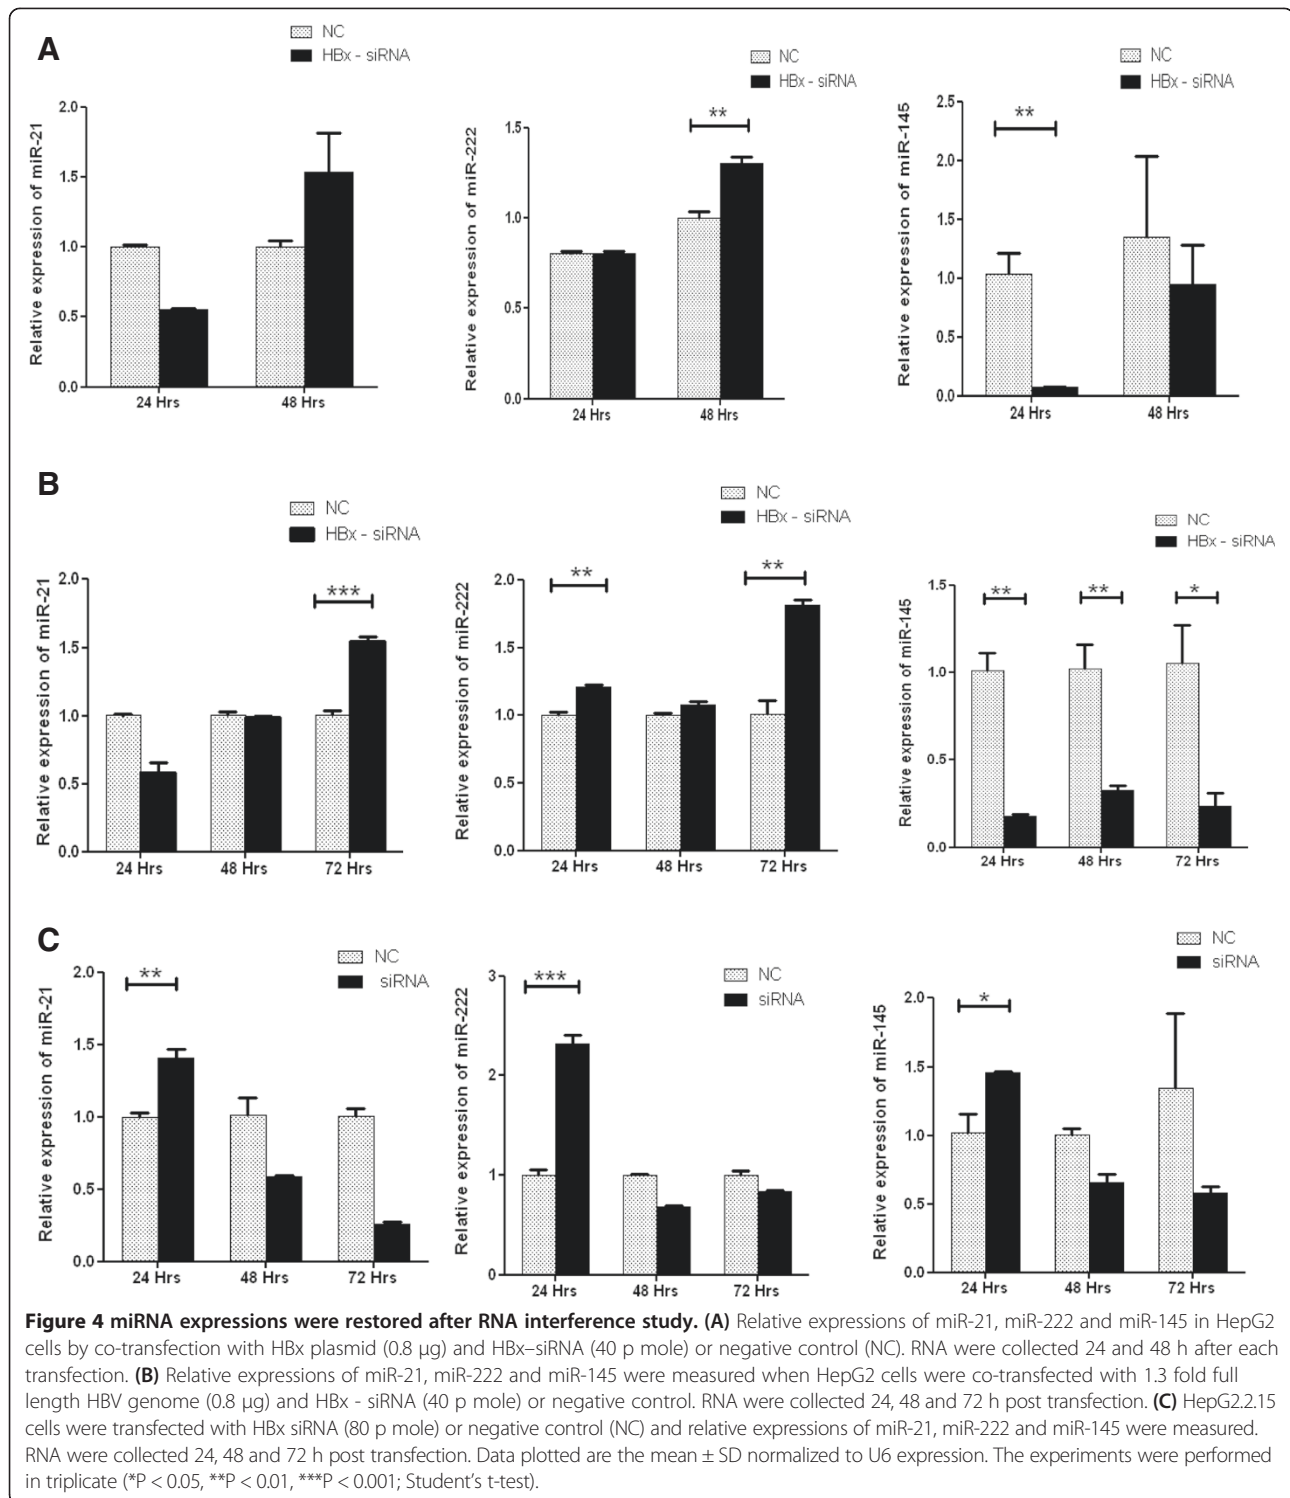 A
NC
HBx - siRNA
Relative expression of miR-21
2.0
1.5
1.0
0.5
0.0
24 Hrs
48 Hrs
NC
HBx - siRNA
Relative expression of miR-222
1.5
1.0
0.5
0.0
**
24 Hrs
48 Hrs
NC
HBx - siRNA
Relative expression of miR-145
2.5
2.0
1.5
1.0
0.5
0.0
**
24 Hrs
48 Hrs
B
NC
HBx - siRNA
Relative expression of miR-21
2.0
1.5
1.0
0.5
0.0
***
24 Hrs
48 Hrs
72 Hrs
NC
HBx - siRNA
Relative expression of miR-222
2.0
1.5
1.0
0.5
0.0
**
**
24 Hrs
48 Hrs
72 Hrs
NC
HBx - siRNA
Relative expression of miR-145
1.5
1.0
0.5
0.0
**
**
*
24 Hrs
48 Hrs
72 Hrs
C
NC
siRNA
Relative expression of miR-21
2.0
1.5
1.0
0.5
0.0
**
24 Hrs
48 Hrs
72 Hrs
NC
siRNA
Relative expression of miR-222
3
2
1
0
***
24 Hrs
48 Hrs
72 Hrs
NC
siRNA
Relative expression of miR-145
2.0
1.5
1.0
0.5
0.0
*
24 Hrs
48 Hrs
72 Hrs
Figure 4 miRNA expressions were restored after RNA interference study. (A) Relative expressions of miR-21, miR-222 and miR-145 in HepG2
cells by co-transfection with HBx plasmid (0.8 μg) and HBx–siRNA (40 p mole) or negative control (NC). RNA were collected 24 and 48 h after each
transfection. (B) Relative expressions of miR-21, miR-222 and miR-145 were measured when HepG2 cells were co-transfected with 1.3 fold full
length HBV genome (0.8 μg) and HBx - siRNA (40 p mole) or negative control. RNA were collected 24, 48 and 72 h post transfection. (C) HepG2.2.15
cells were transfected with HBx siRNA (80 p mole) or negative control (NC) and relative expressions of miR-21, miR-222 and miR-145 were measured.
RNA were collected 24, 48 and 72 h post transfection. Data plotted are the mean ± SD normalized to U6 expression. The experiments were performed
in triplicate (*P < 0.05, **P < 0.01, ***P < 0.001; Student's t-test).